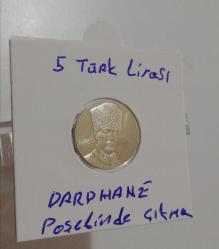 5 Türk Lirası
DARPHANE
Poşetinde çıkma